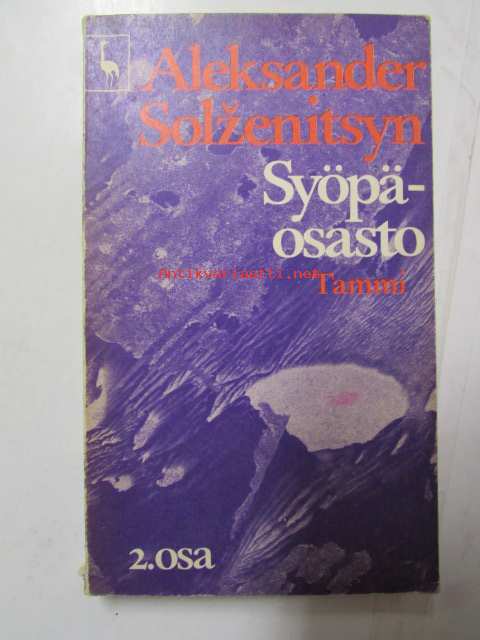 Aleksander
Solženitsyn
Syöpä-
osasto
Antikvariaatti.net
Tammi
2.osa